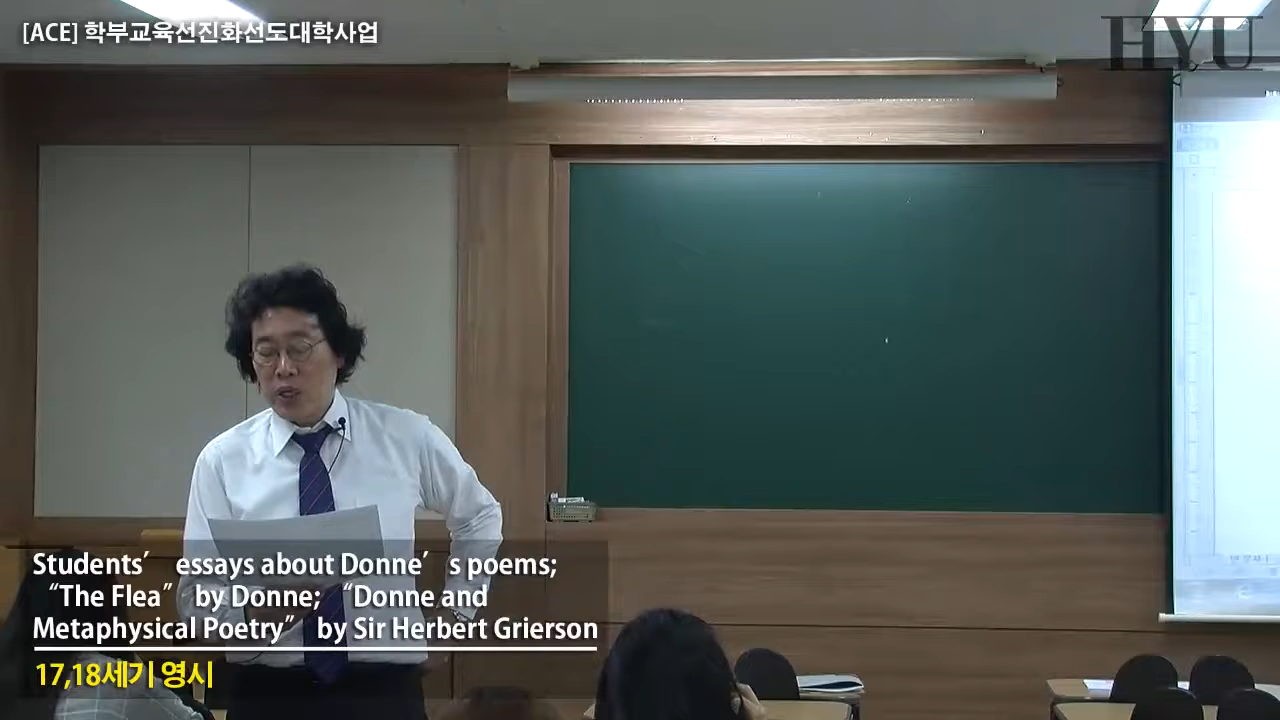 [ACE] 학부교육선진화선도대학사업
HYU
Students’ essays about Donne’s poems;
“The Flea” by Donne; “Donne and
Metaphysical Poetry” by Sir Herbert Grierson
17,18세기 영시